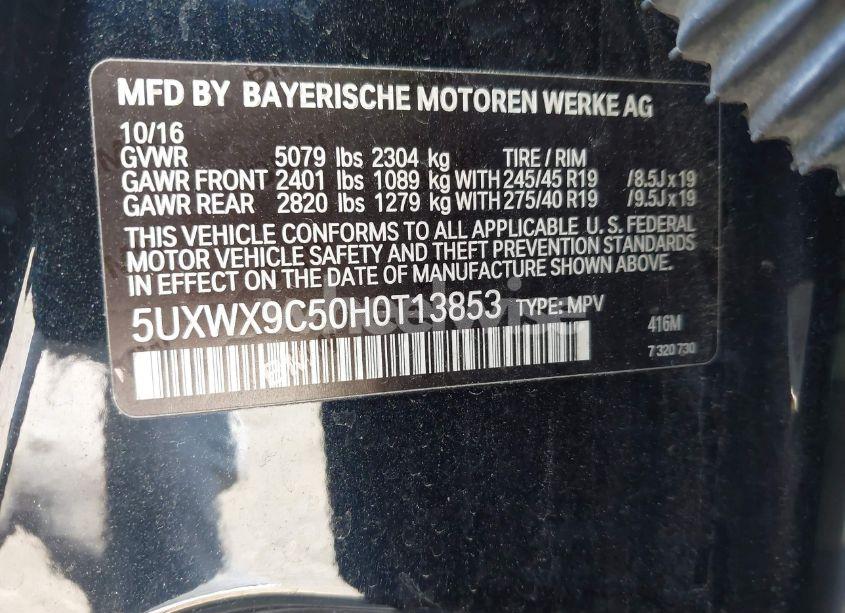 MFD BY BAYERISCHE MOTOREN WERKE AG
10/16
GVWR 5079 lbs 2304 kg TIRE / RIM
GAWR FRONT 2401 lbs 1089 kg WITH 245/45 R19 /8.5J x 19
GAWR REAR 2820 lbs 1279 kg WITH 275/40 R19 /9.5J x 19
THIS VEHICLE CONFORMS TO ALL APPLICABLE U. S. FEDERAL
MOTOR VEHICLE SAFETY AND THEFT PREVENTION STANDARDS
IN EFFECT ON THE DATE OF MANUFACTURE SHOWN ABOVE.
5UXWX9C50H0T13853 TYPE: MPV 416M
7 320 730